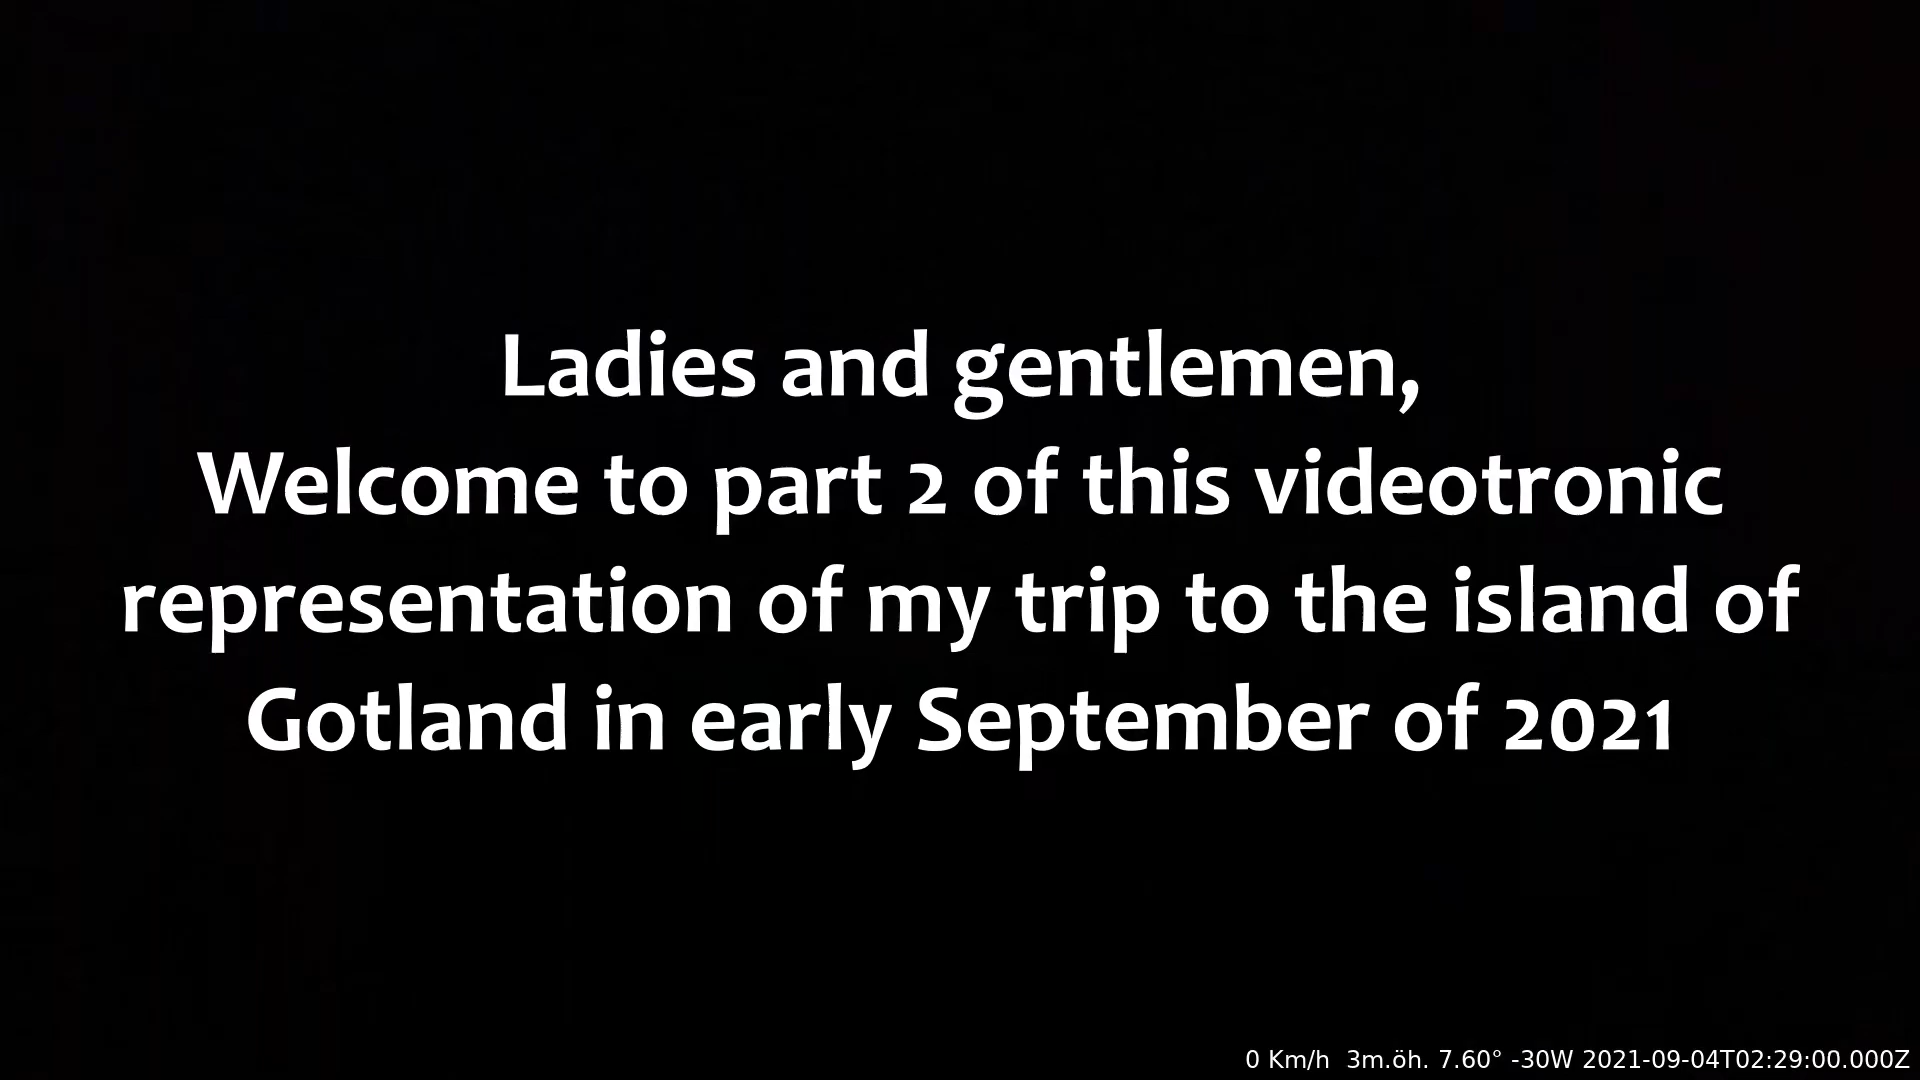 Ladies and gentlemen,
Welcome to part 2 of this videotronic
representation of my trip to the island of
Gotland in early September of 2021
0 Km/h 3m.öh. 7.60° -30W 2021-09-04T02:29:00.000Z